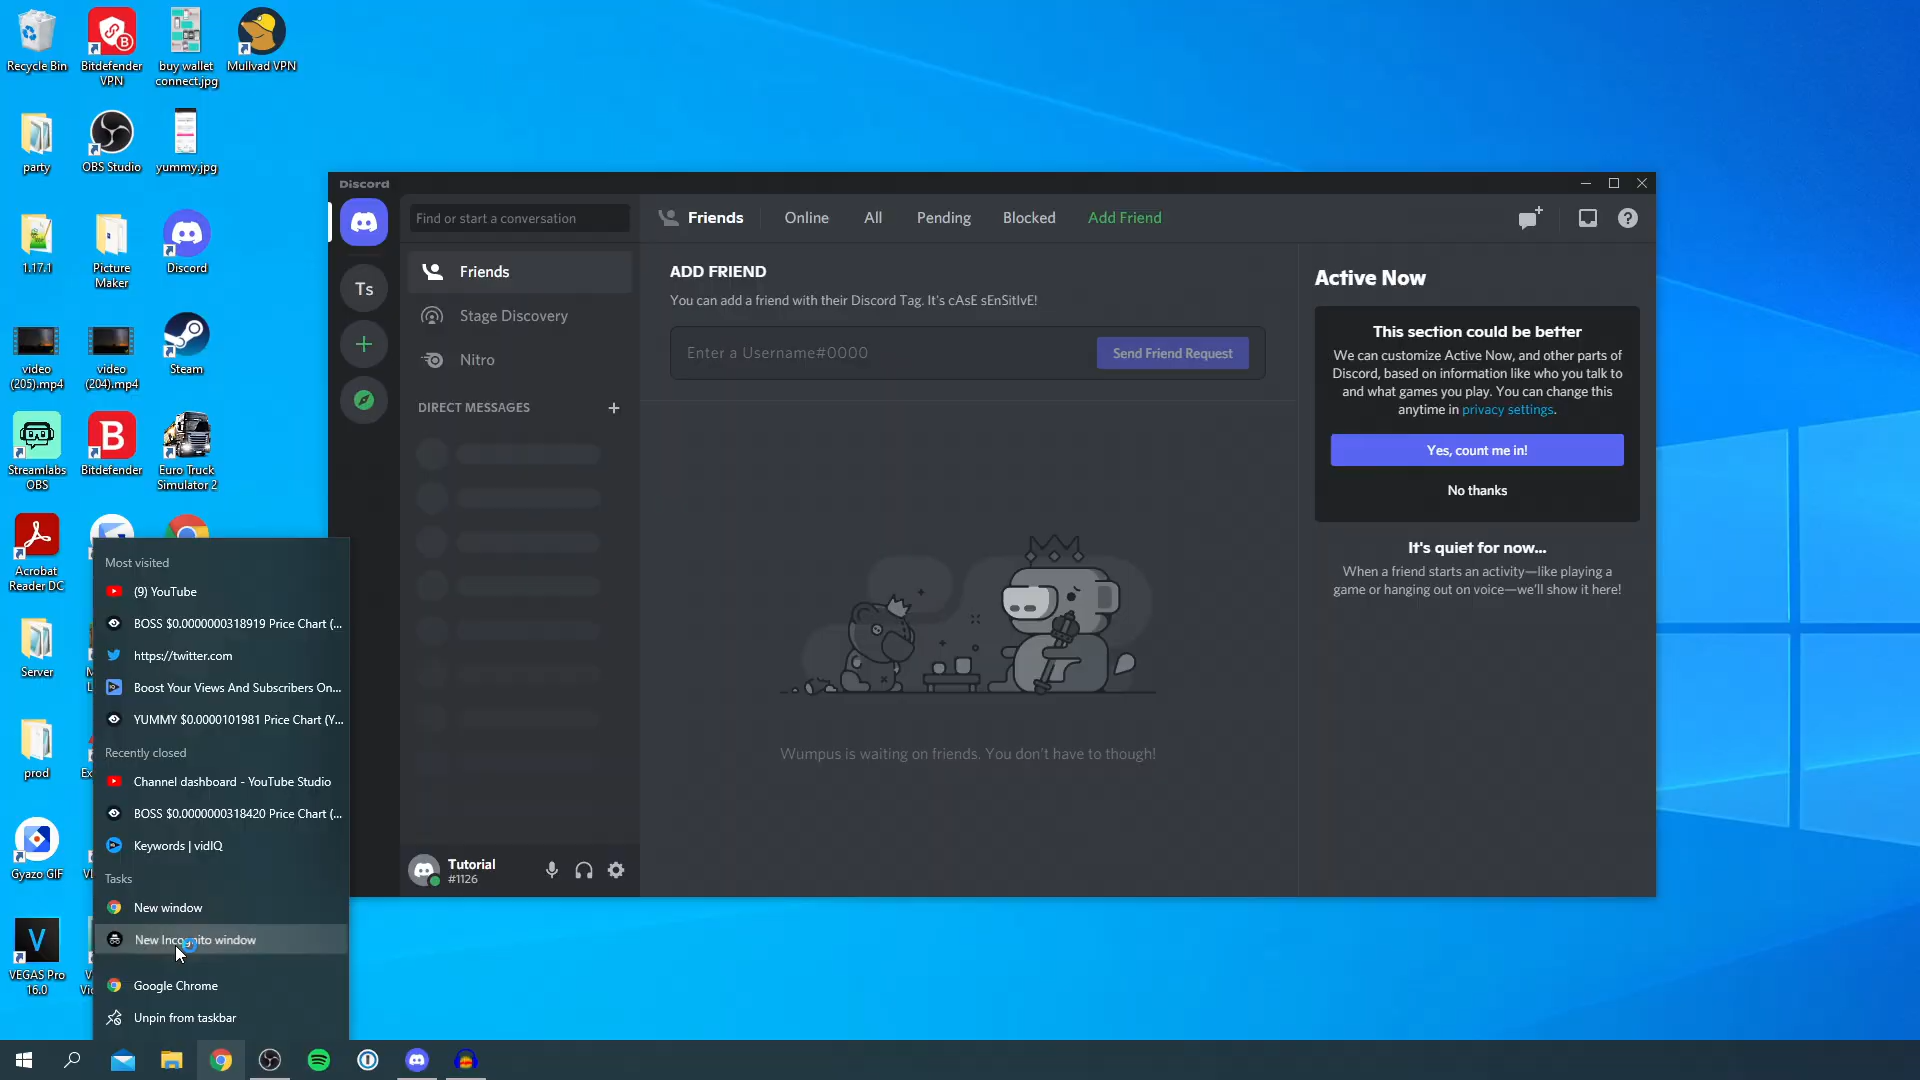 Recycle Bin
Bitdefender
VPN
buy wallet
connect.jpg
Mullvad VPN
party
OBS Studio
yummy.jpg
1.17.1
Picture
Maker
Discord
video
(205).mp4
video
(204).mp4
Steam
Streamlabs
OBS
Bitdefender
Euro Truck
Simulator 2
Acrobat
Reader DC
Server
prod
Gyazo GIF
VEGAS Pro
16.0
Most visited
(9) YouTube
BOSS $0.0000000318919 Price Chart (...
https://twitter.com
Boost Your Views And Subscribers On...
YUMMY $0.0000101981 Price Chart (Y...
Recently closed
Channel dashboard - YouTube Studio
BOSS $0.0000000318420 Price Chart (...
Keywords | vidIQ
Tasks
New window
New Incognito window
Google Chrome
Unpin from taskbar
Discord
Ts
Find or start a conversation
Friends
Stage Discovery
Nitro
DIRECT MESSAGES
Tutorial
#1126
Friends
Online
All
Pending
Blocked
Add Friend
ADD FRIEND
You can add a friend with their Discord Tag. It's cAsE sEnSitIvE!
Enter a Username#0000
Send Friend Request
Wumpus is waiting on friends. You don't have to though!
Active Now
This section could be better
We can customize Active Now, and other parts of
Discord, based on information like who you talk to
and what games you play. You can change this
anytime in privacy settings.
Yes, count me in!
No thanks
It's quiet for now...
When a friend starts an activity—like playing a
game or hanging out on voice—we'll show it here!